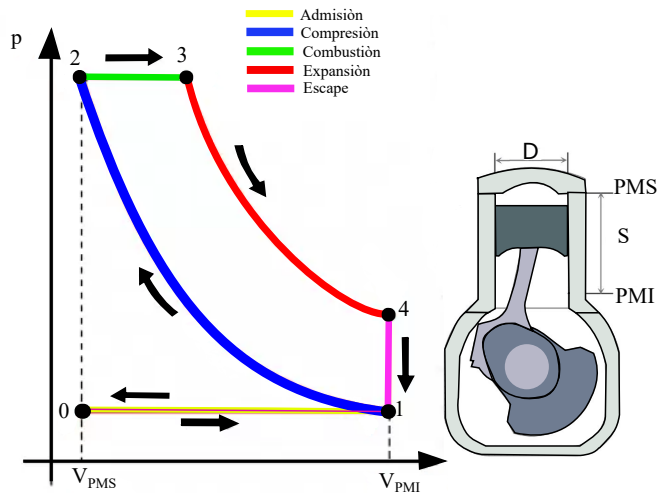 p
Admisiòn
Compresiòn
Combustiòn
Expansiòn
Escape
2
3
D
PMS
S
PMI
4
0
1
V_PMS
V_PMI